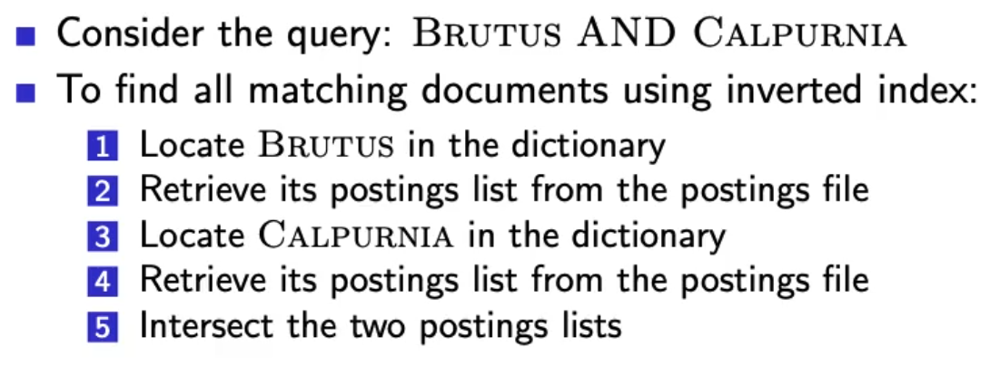 Consider the query: BRUTUS AND CALPURNIA
To find all matching documents using inverted index:
1 Locate BRUTUS in the dictionary
2 Retrieve its postings list from the postings file
3 Locate CALPURNIA in the dictionary
4 Retrieve its postings list from the postings file
5 Intersect the two postings lists